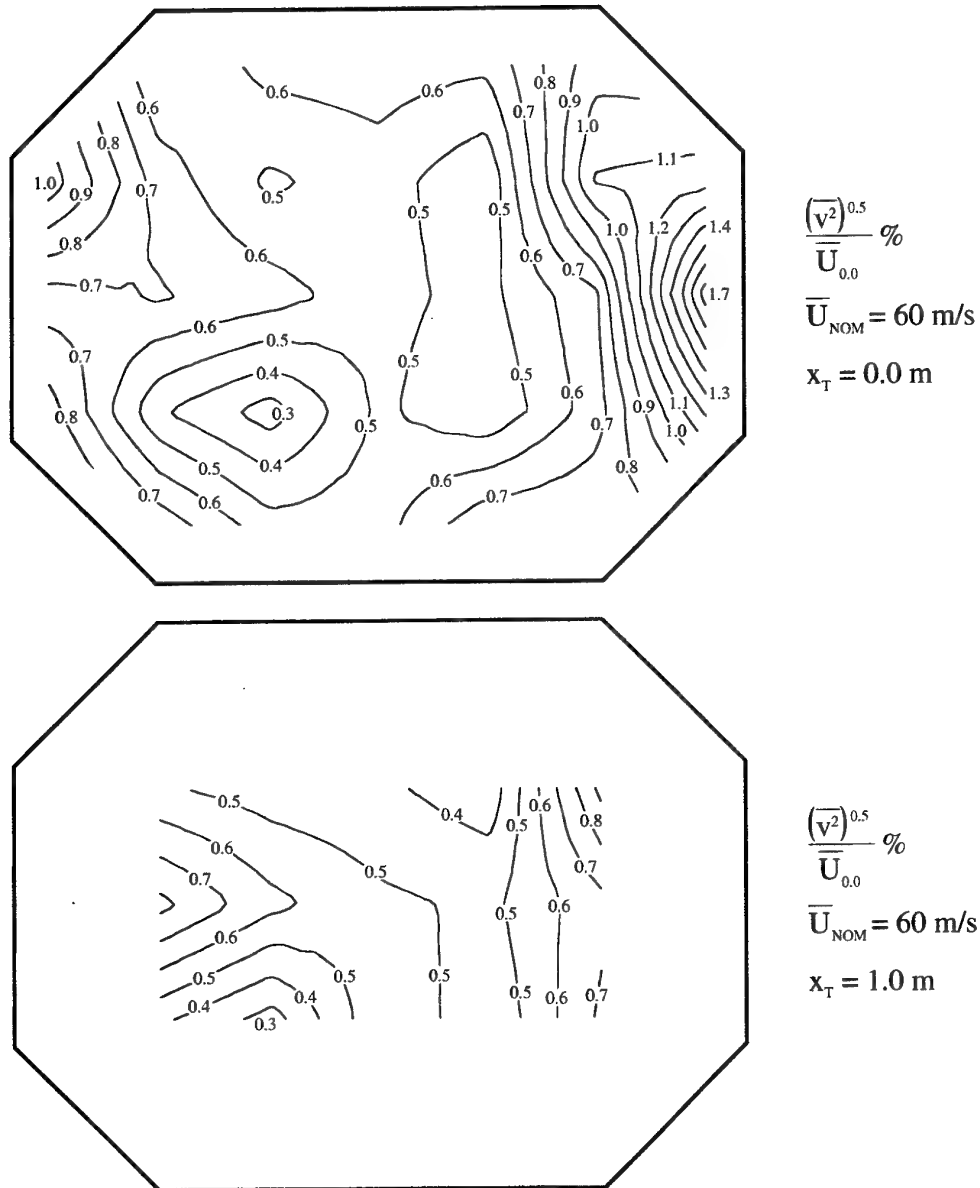 0.6 0.6 0.6 0.8 0.7 0.9
0.8 1.0
1.0 0.9 0.7 0.5 1.1
0.5 0.5 1.0 1.2 1.4
0.8 0.6 0.6 0.7
0.7 1.7
0.6 0.5 0.7
0.4 0.5 0.5 0.6 1.3
0.8 0.3 0.5 0.9 1.1
0.5 0.4 0.7 1.0
0.7 0.6 0.6 0.7 0.8
(v²)^0.5 / U0.0 %
UNOM = 60 m/s
xT = 0.0 m
0.5 0.4 0.6
0.5 0.8
0.6 0.5 0.7
0.7
0.5 0.6
0.6
0.5 0.5 0.5
0.4 0.4 0.5 0.6 0.7
0.3
(v²)^0.5 / U0.0 %
UNOM = 60 m/s
xT = 1.0 m